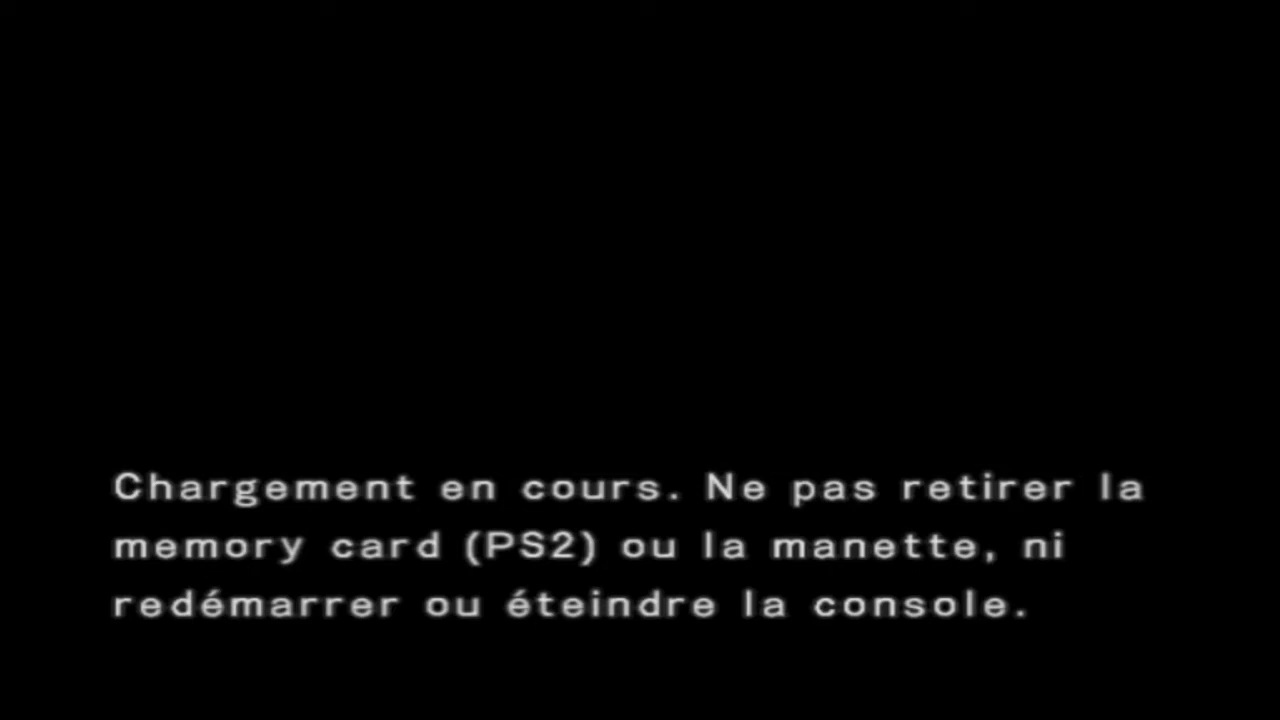 Chargement en cours. Ne pas retirer la
memory card (PS2) ou la manette, ni
redémarrer ou éteindre la console.